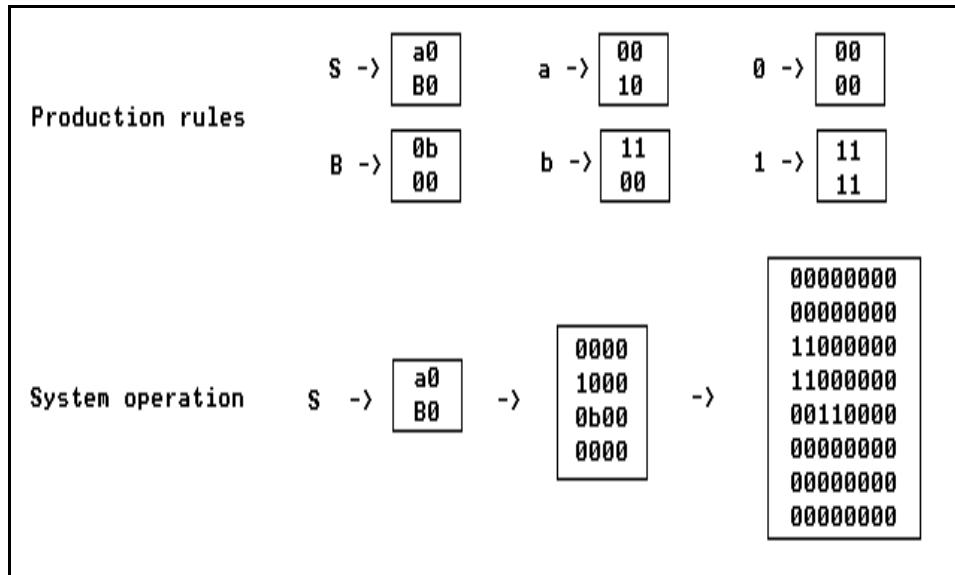 Production rules
S -> a0 B0
a -> 00 10
0 -> 00 00
B -> 0b 00
b -> 11 00
1 -> 11 11
System operation
S -> a0 B0 -> 0000 1000 0b00 0000 ->
00000000
00000000
11000000
11000000
00110000
00000000
00000000
00000000